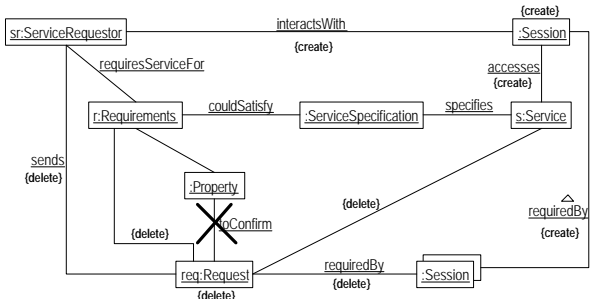 {create}
interactsWith
sr:ServiceRequestor
:Session
{create}
requiresServiceFor
accesses
{create}
couldSatisfy
specifies
r:Requirements
:ServiceSpecification
s:Service
sends
{delete}
:Property
{delete}
requiredBy
{create}
toConfirm
{delete}
requiredBy
req:Request
:Session
{delete}
{delete}